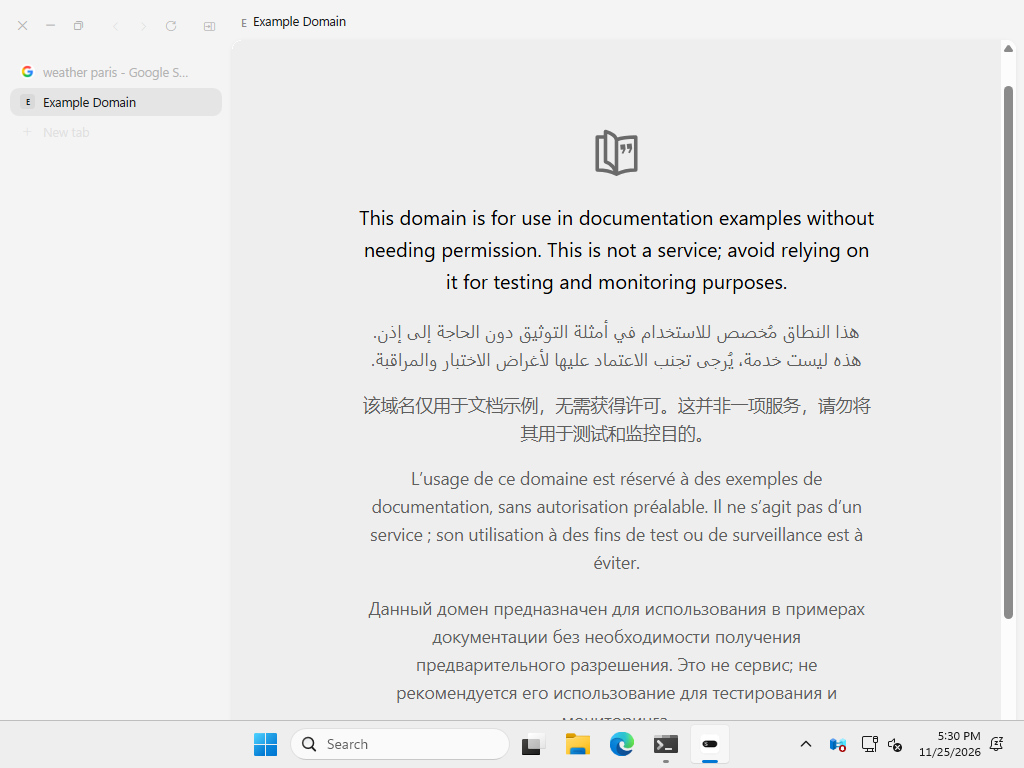 Example Domain
weather paris - Google S...
Example Domain
New tab
This domain is for use in documentation examples without
needing permission. This is not a service; avoid relying on
it for testing and monitoring purposes.
هذا النطاق مُخصص للاستخدام في أمثلة التوثيق دون الحاجة إلى إذن.
هذه ليست خدمة، يُرجى تجنب الاعتماد عليها لأغراض الاختبار والمراقبة.
该域名仅用于文档示例，无需获得许可。这并非一项服务，请勿将
其用于测试和监控目的。
L’usage de ce domaine est réservé à des exemples de
documentation, sans autorisation préalable. Il ne s’agit pas d’un
service ; son utilisation à des fins de test ou de surveillance est à
éviter.
Данный домен предназначен для использования в примерах
документации без необходимости получения
предварительного разрешения. Это не сервис; не
рекомендуется его использование для тестирования и
Search
5:30 PM
11/25/2026